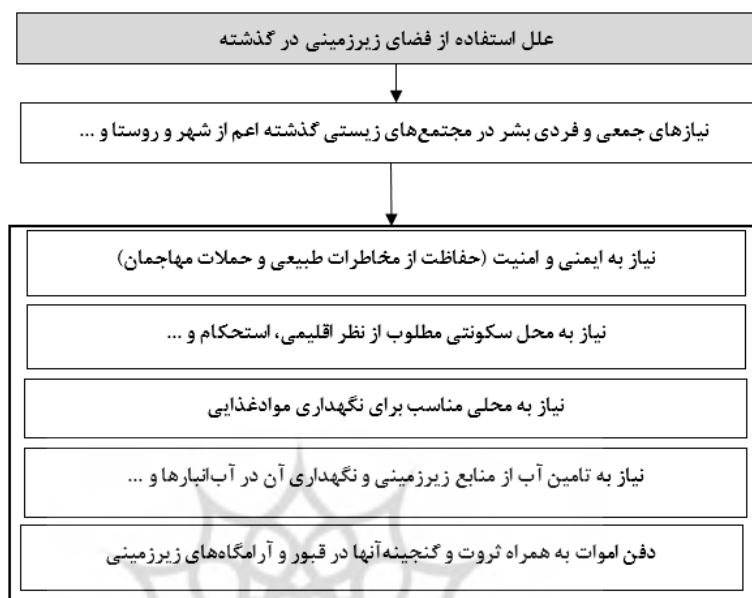 علل استفاده از فضای زیرزمینی در گذشته
نیازهای جمعی و فردی بشر در مجتمع‌های زیستی گذشته اعم از شهر و روستا و ...
نیاز به ایمنی و امنیت (حفاظت از مخاطرات طبیعی و حملات مهاجمان)
نیاز به محل سکونتی مطلوب از نظر اقلیمی، استحکام و ...
نیاز به محلی مناسب برای نگهداری موادغذایی
نیاز به تامین آب از منابع زیرزمینی و نگهداری آن در آب‌انبارها و ...
دفن اموات به همراه ثروت و گنجینه‌آنها در قبور و آرامگاه‌های زیرزمینی